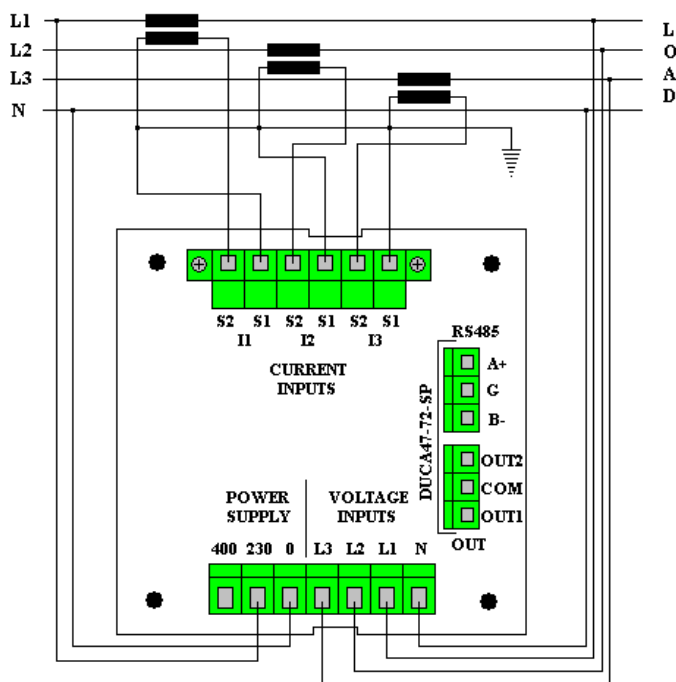 L1
L2
L3
N
L
O
A
D
S2 S1 S2 S1 S2 S1
I1 I2 I3
CURRENT
INPUTS
RS485
A+
G
B-
DUCA47-72-SP
OUT2
COM
OUT1
OUT
POWER
SUPPLY
VOLTAGE
INPUTS
400 230 0 L3 L2 L1 N